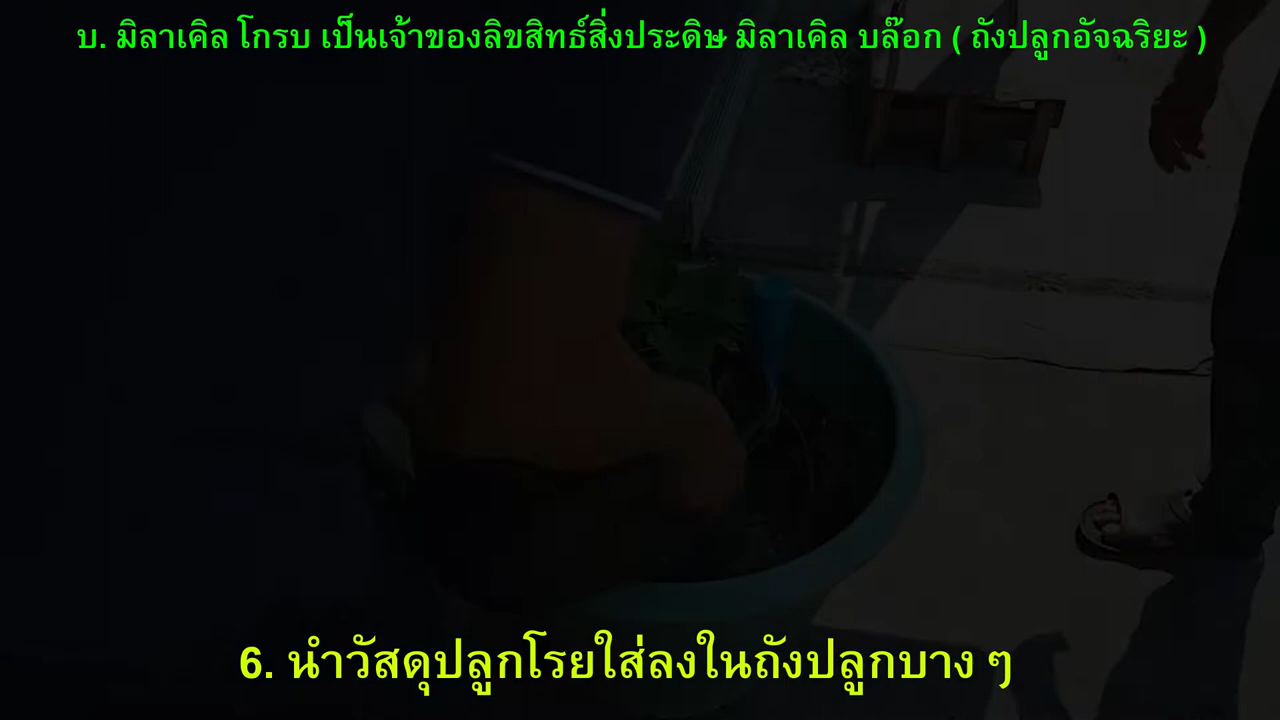 บ. มิลาเคิล โกรบ เป็นเจ้าของลิขสิทธ์สิ่งประดิษ มิลาเคิล บล๊อก ( ถังปลูกอัจฉริยะ )
6. นำวัสดุปลูกโรยใส่ลงในถังปลูกบาง ๆ